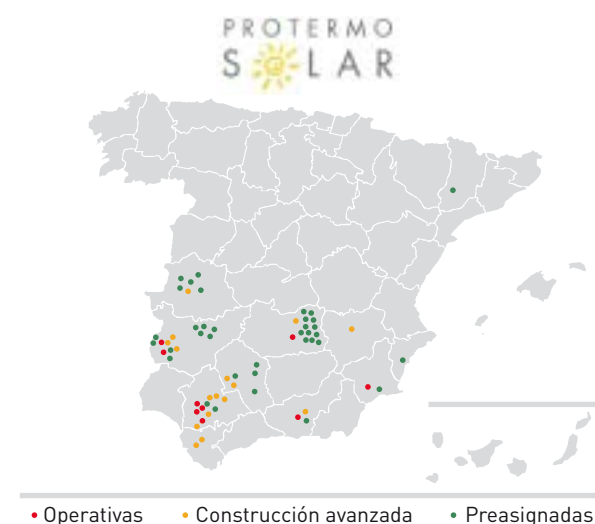 PROTERMO
SOLAR
Operativas
Construcción avanzada
Preasignadas